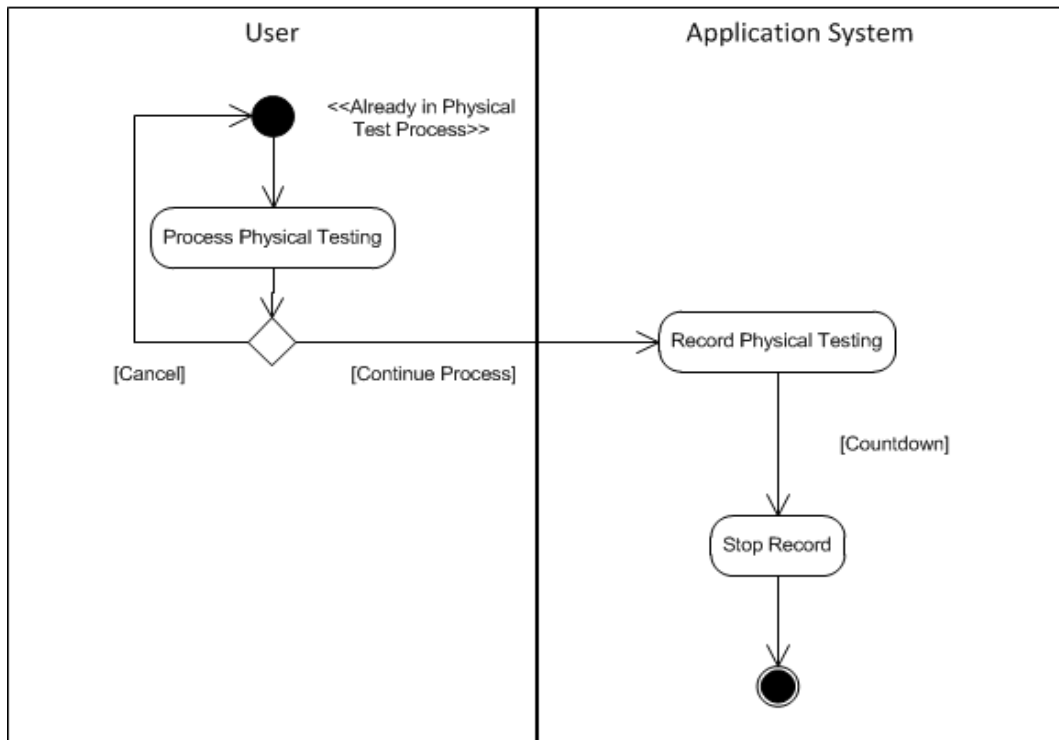 User
Application System
<<Already in Physical
Test Process>>
Process Physical Testing
Record Physical Testing
[Cancel]
[Continue Process]
[Countdown]
Stop Record